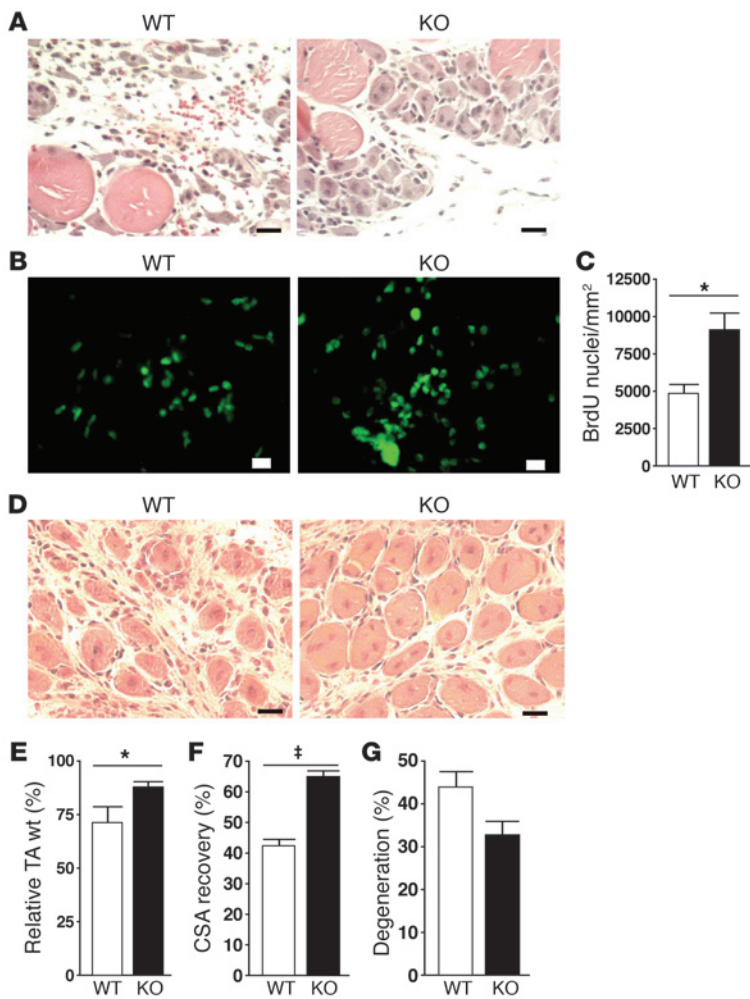 A
WT
KO
B
WT
KO
C
BrdU nuclei/mm²
12500
10000
7500
5000
2500
0
*
WT
KO
D
WT
KO
E
Relative TA wt (%)
100
75
50
25
0
*
WT
KO
F
CSA recovery (%)
70
60
50
40
30
20
10
0
‡
WT
KO
G
Degeneration (%)
50
40
30
20
10
0
WT
KO